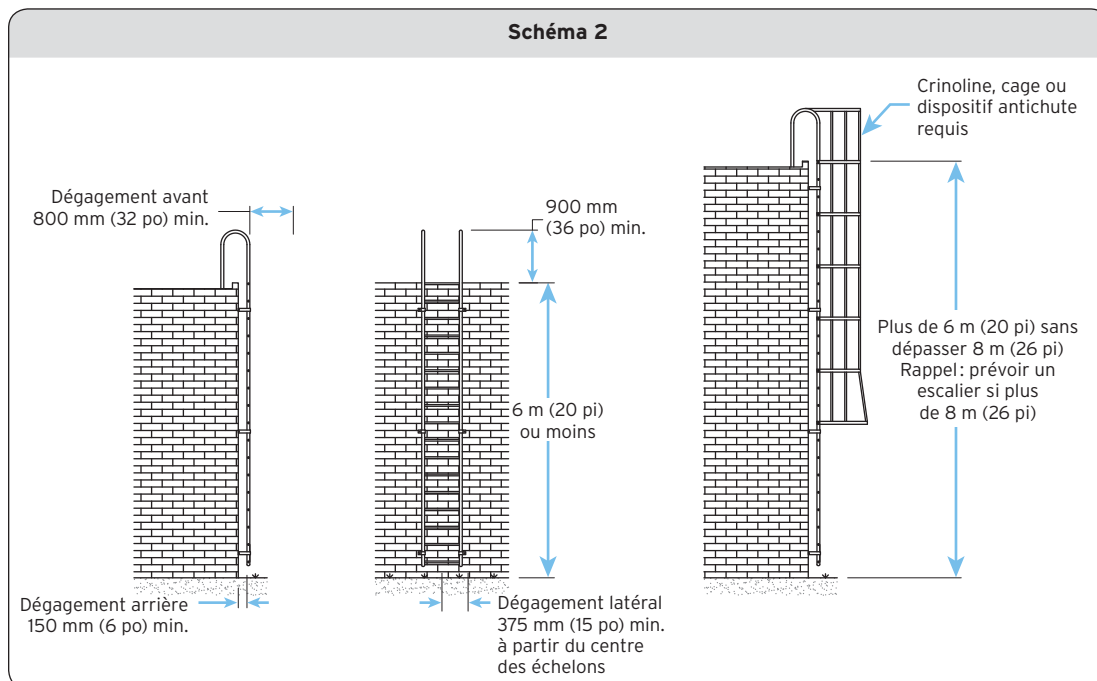 Schéma 2
Crinoline, cage ou
dispositif antichute
requis
Dégagement avant
800 mm (32 po) min.
900 mm
(36 po) min.
6 m (20 pi)
ou moins
Plus de 6 m (20 pi) sans
dépasser 8 m (26 pi)
Rappel : prévoir un
escalier si plus
de 8 m (26 pi)
Dégagement arrière
150 mm (6 po) min.
Dégagement latéral
375 mm (15 po) min.
à partir du centre
des échelons